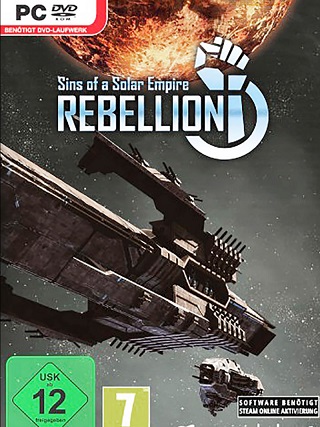 PC DVD
ROM
BENÖTIGT DVD-LAUFWERK
Sins of a Solar Empire
REBELLION
USK
ab
12
freigegeben
7
SOFTWARE BENÖTIGT
STEAM ONLINE AKTIVIERUNG